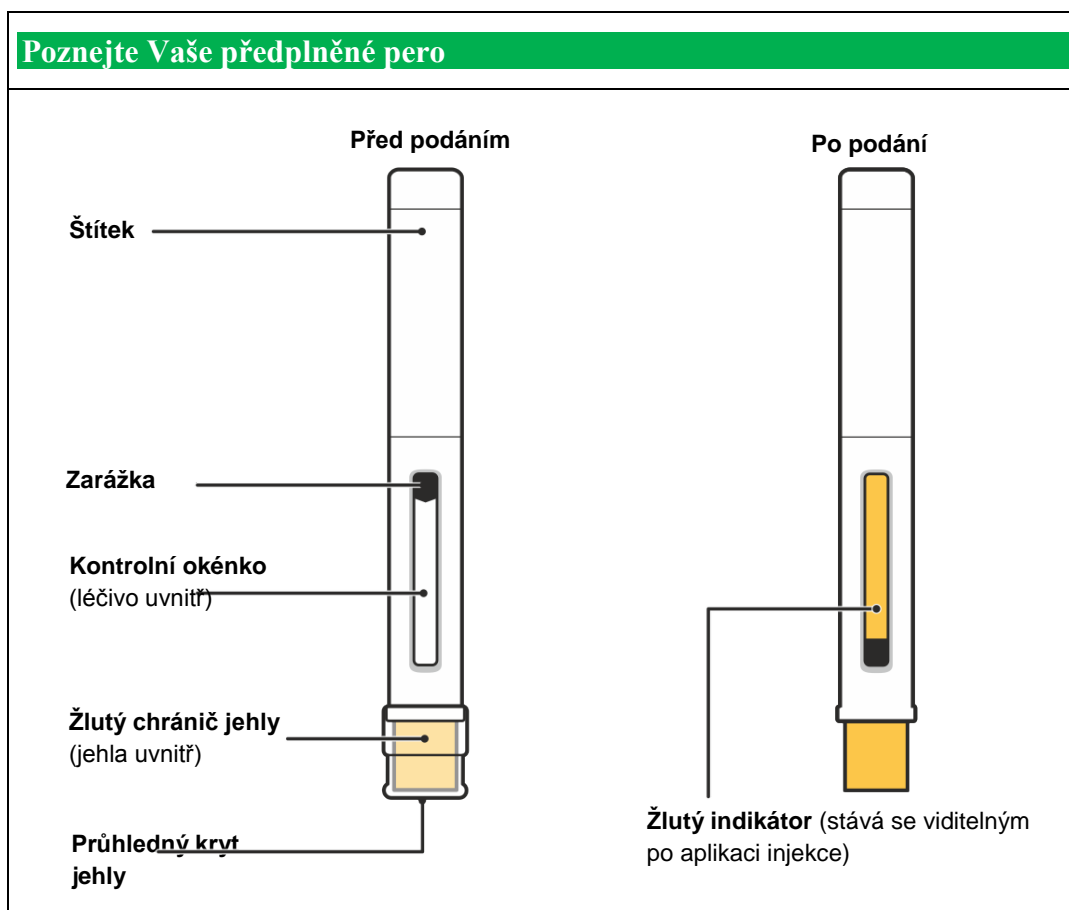 Poznejte Vaše předplněné pero
Před podáním
Po podání
Štítek
Zarážka
Kontrolní okénko
(léčivo uvnitř)
Žlutý chránič jehly
(jehla uvnitř)
Průhledný kryt
jehly
Žlutý indikátor (stává se viditelným
po aplikaci injekce)